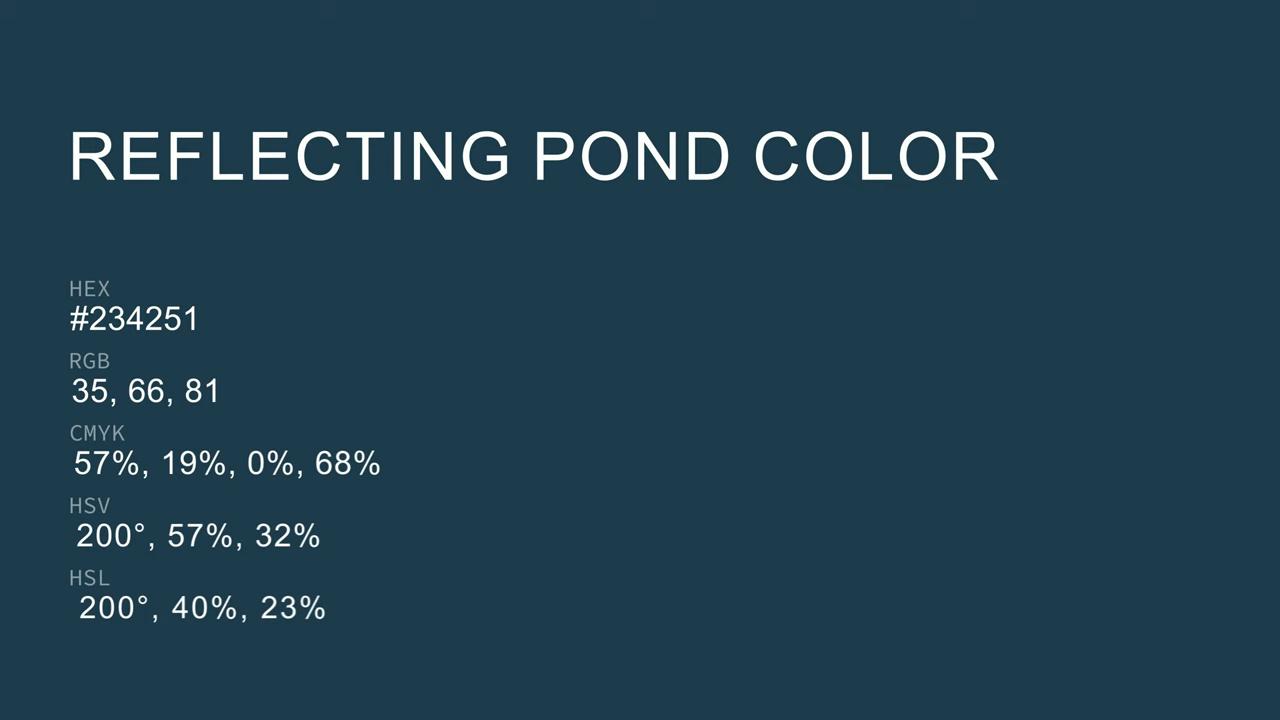 REFLECTING POND COLOR
HEX
#234251
RGB
35, 66, 81
CMYK
57%, 19%, 0%, 68%
HSV
200°, 57%, 32%
HSL
200°, 40%, 23%